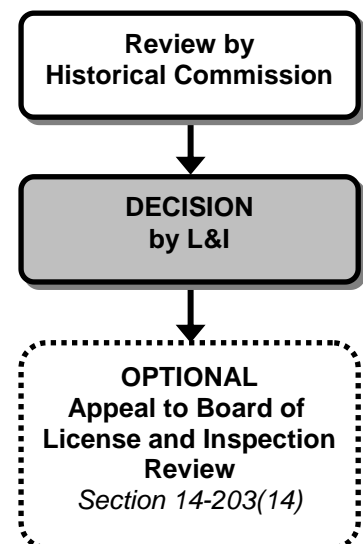 Review by
Historical Commission
DECISION
by L&I
OPTIONAL
Appeal to Board of
License and Inspection
Review
Section 14-203(14)